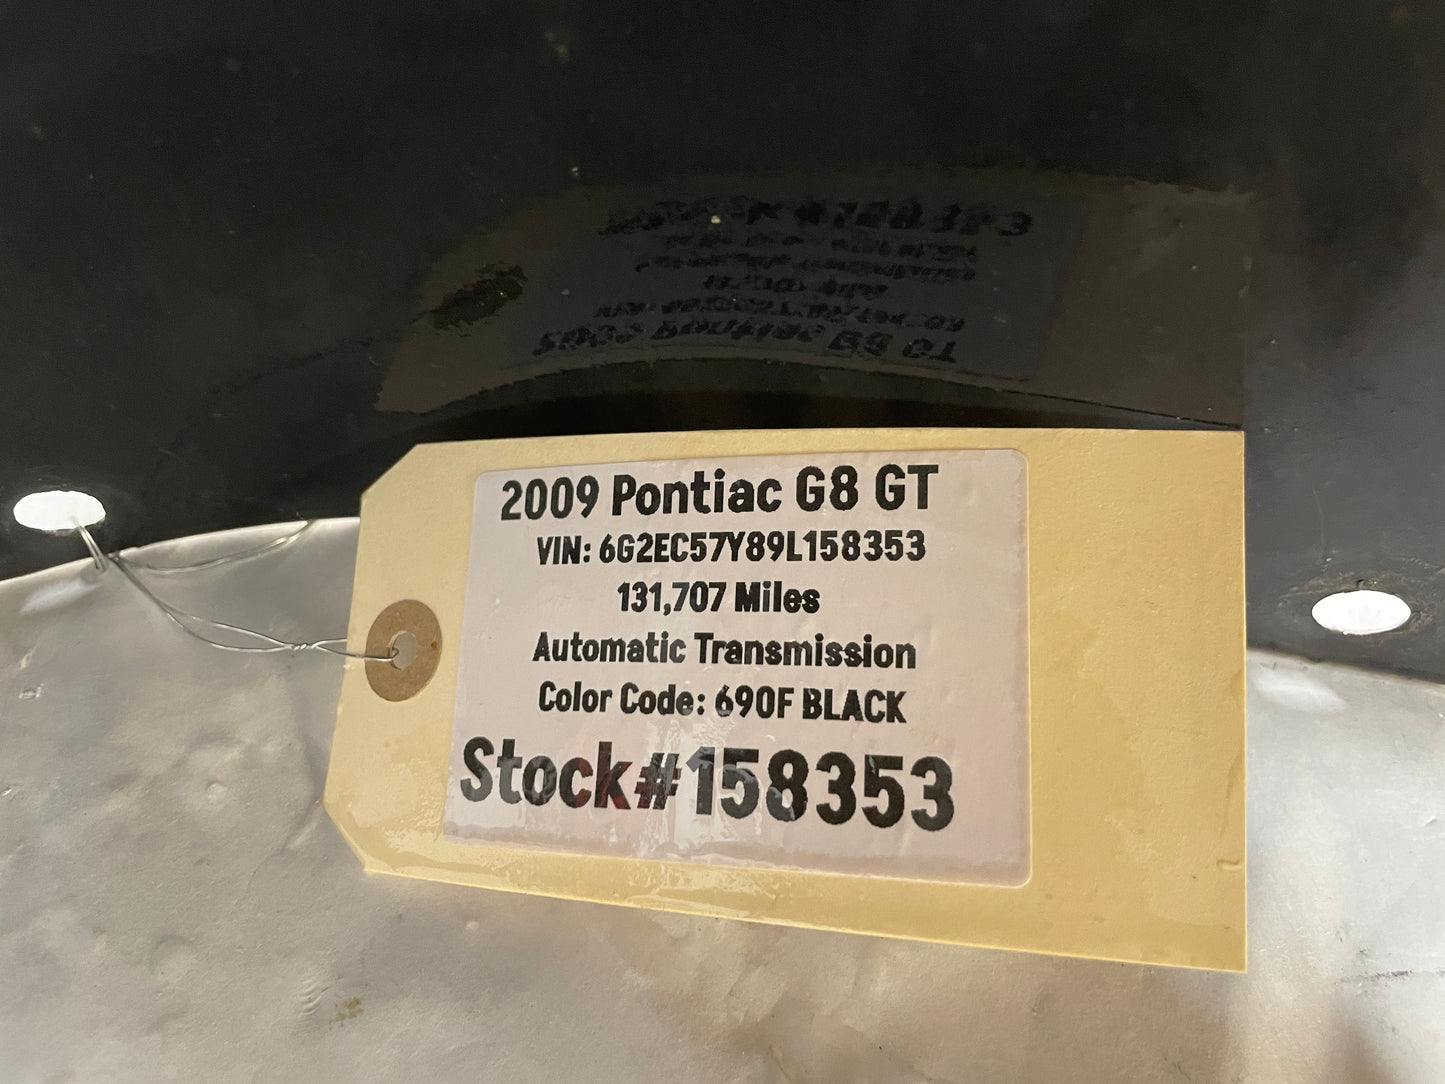 2009 Pontiac G8 GT
VIN: 6G2EC57Y89L158353
131,707 Miles
Automatic Transmission
Color Code: 690F BLACK
Stock#158353